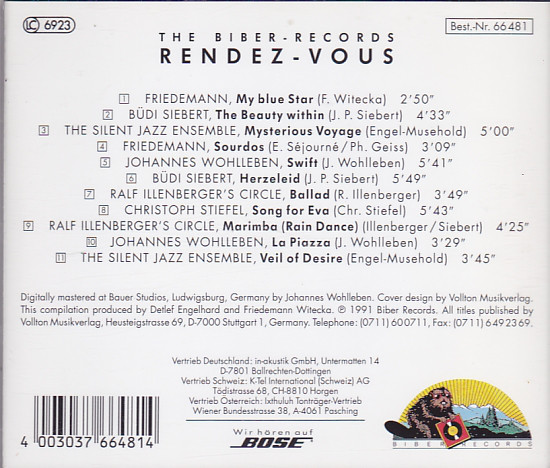 LC 6923
THE BIBER-RECORDS
Best.-Nr. 66481
RENDEZ-VOUS
1 FRIEDEMANN, My blue Star (F. Witecka) 2'50"
2 BÜDI SIEBERT, The Beauty within (J. P. Siebert) 4'33"
3 THE SILENT JAZZ ENSEMBLE, Mysterious Voyage (Engel-Musehold) 5'00"
4 FRIEDEMANN, Sourdos (E. Séjourné/Ph. Geiss) 3'09"
5 JOHANNES WOHLLEBEN, Swift (J. Wohlleben) 5'41"
6 BÜDI SIEBERT, Herzeleid (J. P. Siebert) 5'49"
7 RALF ILLENBERGER'S CIRCLE, Ballad (R. Illenberger) 3'49"
8 CHRISTOPH STIEFEL, Song for Eva (Chr. Stiefel) 5'43"
9 RALF ILLENBERGER'S CIRCLE, Marimba (Rain Dance) (Illenberger/Siebert) 4'25"
10 JOHANNES WOHLLEBEN, La Piazza (J. Wohlleben) 3'29"
11 THE SILENT JAZZ ENSEMBLE, Veil of Desire (Engel-Musehold) 3'45"
Digitally mastered at Bauer Studios, Ludwigsburg, Germany by Johannes Wohlleben. Cover design by Vollton Musikverlag.
This compilation produced by Detlef Engelhard and Friedemann Witecka. ℗ 1991 Biber Records. All titles published by
Vollton Musikverlag, Heusteigstrasse 69, D-7000 Stuttgart 1, Germany. Telephone: (0711) 600711, Fax: (0711) 6492369.
Vertrieb Deutschland: in-akustik GmbH, Untermatten 14
D-7801 Ballrechten-Dottingen
Vertrieb Schweiz: K-Tel International (Schweiz) AG
Tödistrasse 68, CH-8810 Horgen
Vertrieb Österreich: Ixthuluh Tonträger-Vertrieb
Wiener Bundesstrasse 38, A-4061 Pasching
Wir hören auf
BOSE
4 003037 664814
BIBER RECORDS